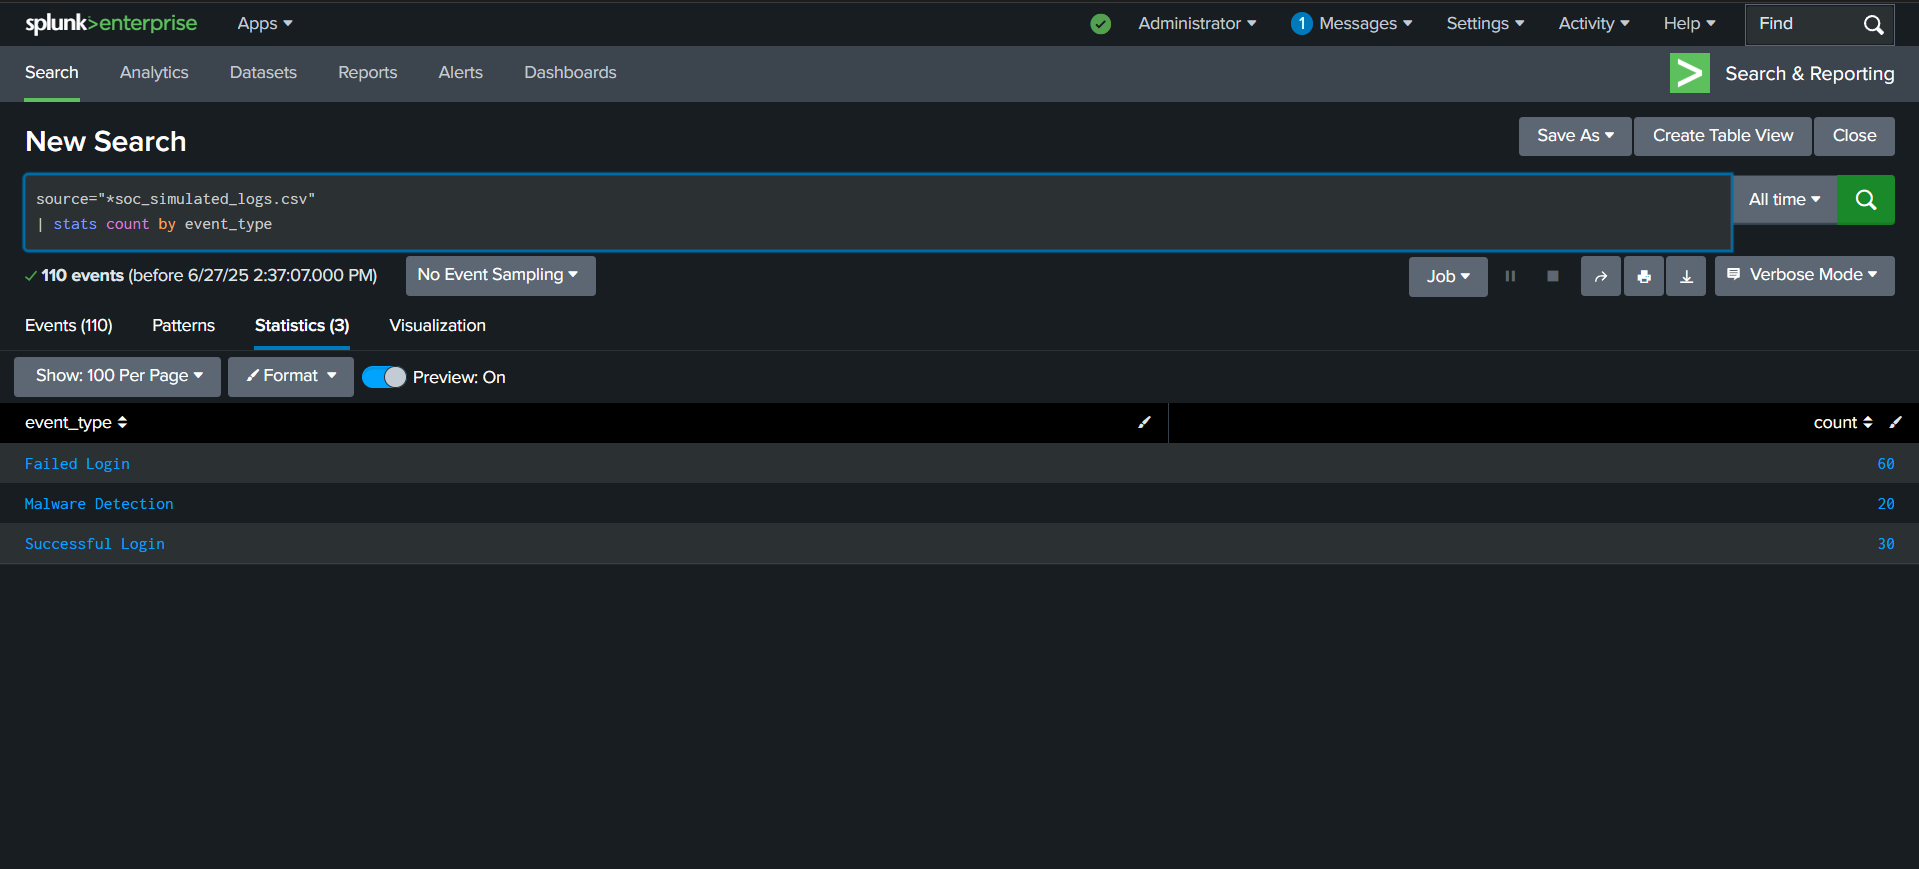 splunk>enterprise Apps Administrator 1 Messages Settings Activity Help Find
Search Analytics Datasets Reports Alerts Dashboards > Search & Reporting
New Search Save As Create Table View Close
source="*soc_simulated_logs.csv" All time
| stats count by event_type
110 events (before 6/27/25 2:37:07.000 PM) No Event Sampling Job Verbose Mode
Events (110) Patterns Statistics (3) Visualization
Show: 100 Per Page Format Preview: On
event_type count
Failed Login 60
Malware Detection 20
Successful Login 30